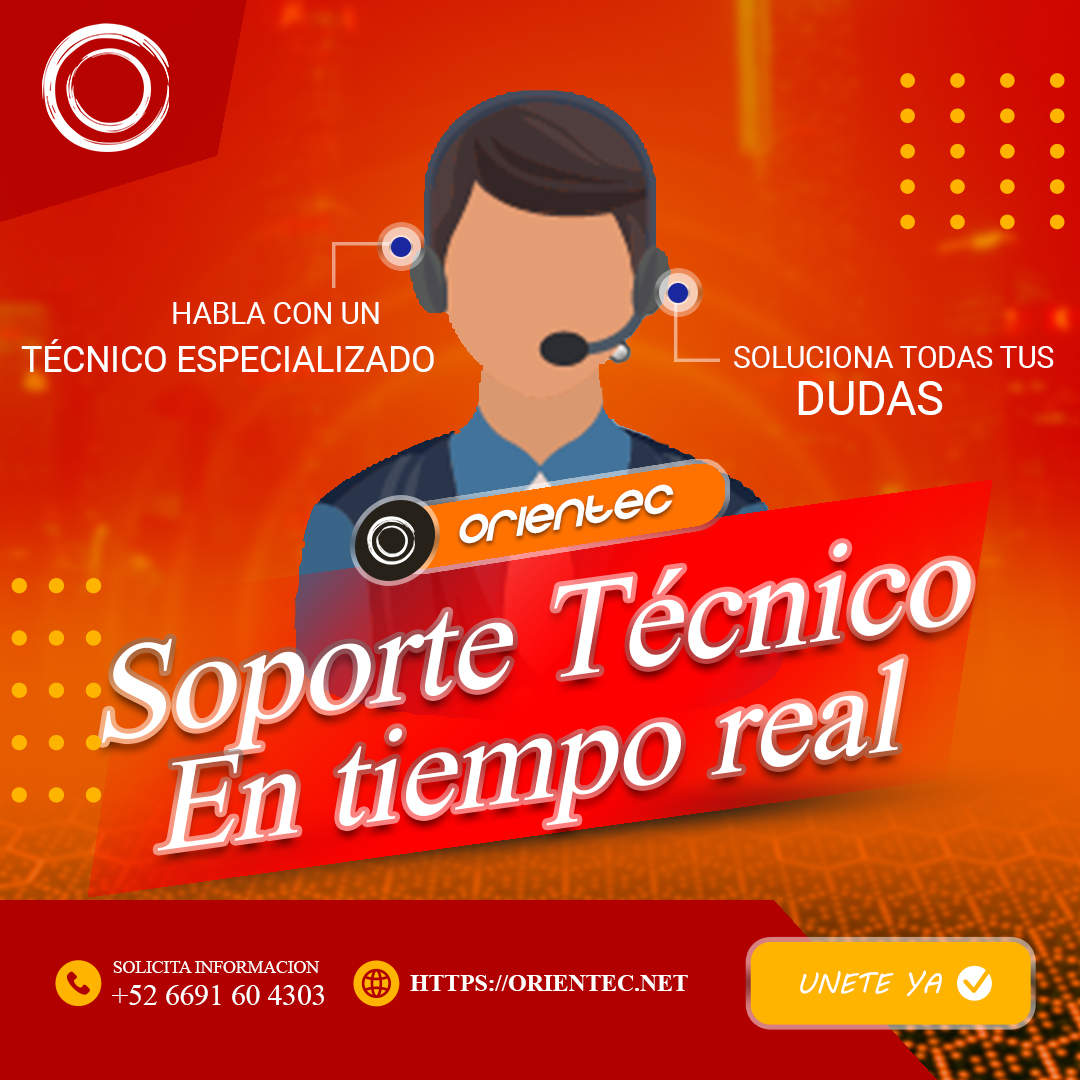 HABLA CON UN
TÉCNICO ESPECIALIZADO
SOLUCIONA TODAS TUS
DUDAS
orientec
Soporte Técnico
En tiempo real
SOLICITA INFORMACION
+52 6691 60 4303
HTTPS://ORIENTEC.NET
UNETE YA